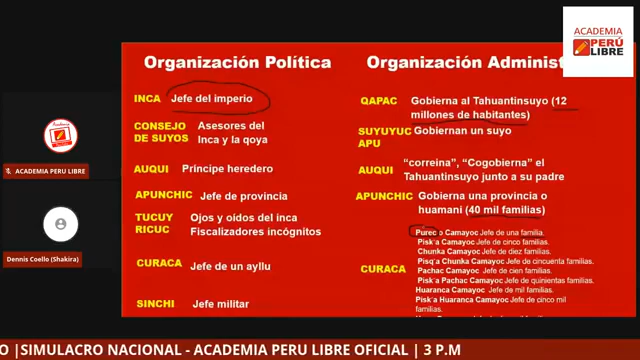 ACADEMIA
PERÚ
LIBRE
Organización Política
INCA Jefe del imperio
CONSEJO DE SUYOS Asesores del
Inca y la qoya
AUQUI Príncipe heredero
APUNCHIC Jefe de provincia
TUCUY RICUC Ojos y oidos del inca
Fiscalizadores incógnitos
CURACA Jefe de un ayllu
SINCHI Jefe militar
Organización Adminis
QAPAC Gobierna al Tahuantinsuyo (12
millones de habitantes)
SUYUYUC Gobiernan un suyo
APU
AUQUI "correina", "Cogobierna" el
Tahuantinsuyo junto a su padre
APUNCHIC Gobierna una provincia o
huamani (40 mil familias)
CURACA
Camayoc Jefe de una familia.
Pisk'a Camayoc Jefe de cinco familias.
Chunka Camayoc Jefe de diez familias.
Pisq'a Chunka Camayoc Jefe de cincuenta familias.
Pachac Camayoc Jefe de cien familias.
Pisk'a Pachac Camayoc Jefe de quinientas familias.
Huaranca Camayoc Jefe de mil familias.
Pisk'a Huaranca Camayoc Jefe de cinco mil
familias.
ACADEMIA PERU LIBRE
Dennis Coello (Shakira)
O |SIMULACRO NACIONAL - ACADEMIA PERU LIBRE OFICIAL | 3 P.M